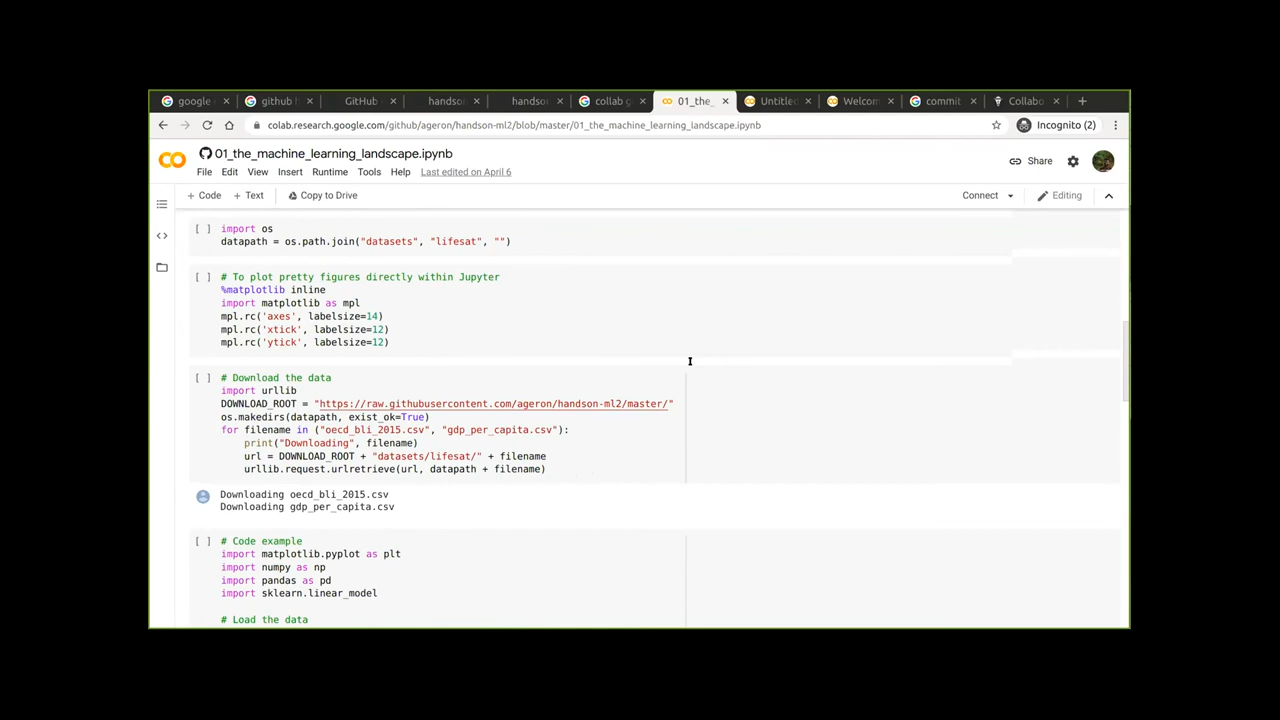 google
github h
GitHub
handson
handson
collab g
01_the_
Untitled
Welcom
commit
Collabo
colab.research.google.com/github/ageron/handson-ml2/blob/master/01_the_machine_learning_landscape.ipynb
Incognito (2)
01_the_machine_learning_landscape.ipynb
Share
File Edit View Insert Runtime Tools Help Last edited on April 6
+ Code + Text Copy to Drive Connect Editing
[ ] import os
datapath = os.path.join("datasets", "lifesat", "")
[ ] # To plot pretty figures directly within Jupyter
%matplotlib inline
import matplotlib as mpl
mpl.rc('axes', labelsize=14)
mpl.rc('xtick', labelsize=12)
mpl.rc('ytick', labelsize=12)
[ ] # Download the data
import urllib
DOWNLOAD_ROOT = "https://raw.githubusercontent.com/ageron/handson-ml2/master/"
os.makedirs(datapath, exist_ok=True)
for filename in ("oecd_bli_2015.csv", "gdp_per_capita.csv"):
    print("Downloading", filename)
    url = DOWNLOAD_ROOT + "datasets/lifesat/" + filename
    urllib.request.urlretrieve(url, datapath + filename)
Downloading oecd_bli_2015.csv
Downloading gdp_per_capita.csv
[ ] # Code example
import matplotlib.pyplot as plt
import numpy as np
import pandas as pd
import sklearn.linear_model
# Load the data